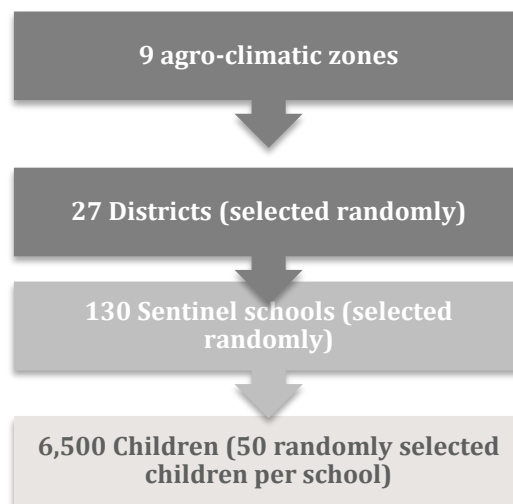 9 agro-climatic zones
27 Districts (selected randomly)
130 Sentinel schools (selected
randomly)
6,500 Children (50 randomly selected
children per school)